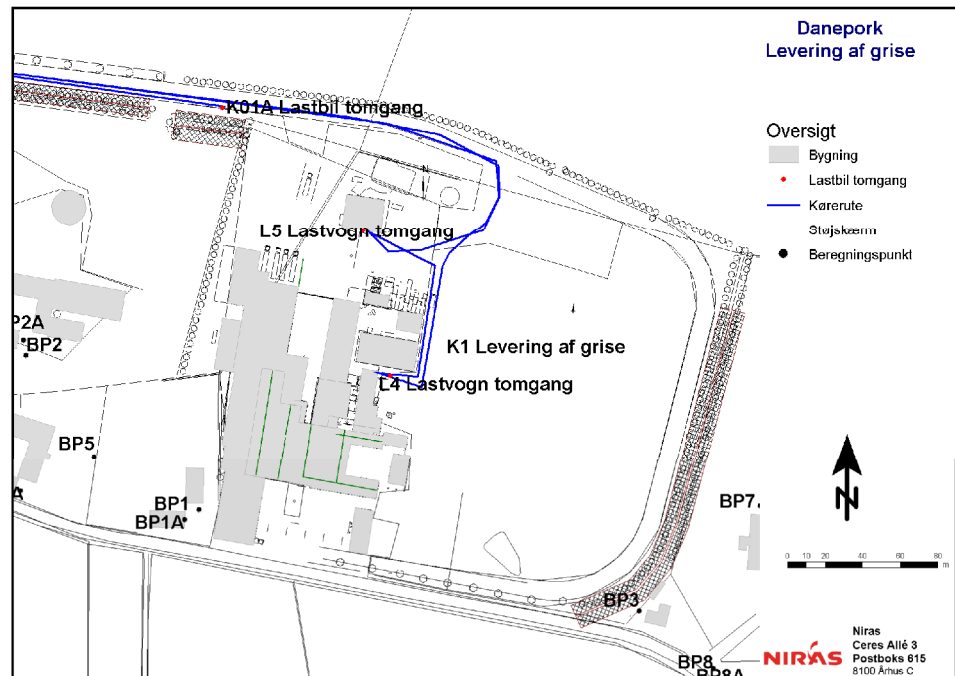 Danepork
Levering af grise
K01A Lastbil tomgang
Oversigt
Bygning
Lastbil tomgang
Kørerute
Støjskærm
Beregningspunkt
L5 Lastvogn tomgang
P2A
BP2
K1 Levering af grise
L4 Lastvogn tomgang
BP5
A
BP1
BP1A
BP7
N
0 10 20 40 60 80
m
BP3
BP8
BP8A
NIRAS
Niras
Ceres Allé 3
Postboks 615
8100 Århus C